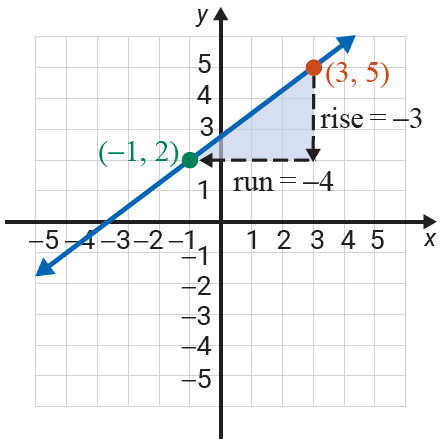 y
5
(3, 5)
4
3
rise = –3
(–1, 2)
run = –4
1
–5 –4 –3 –2 –1 1 2 3 4 5 x
–1
–2
–3
–4
–5